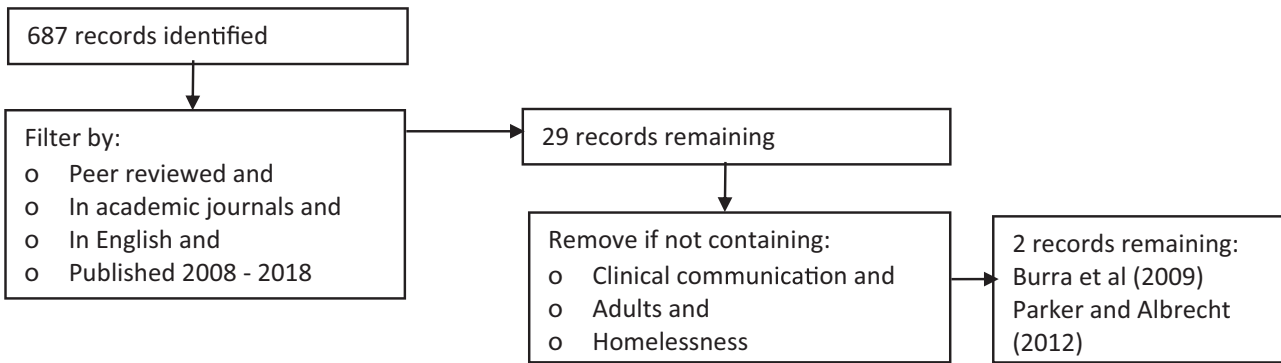 687 records identified
Filter by:
o Peer reviewed and
o In academic journals and
o In English and
o Published 2008 - 2018
29 records remaining
Remove if not containing:
o Clinical communication and
o Adults and
o Homelessness
2 records remaining:
Burra et al (2009)
Parker and Albrecht
(2012)